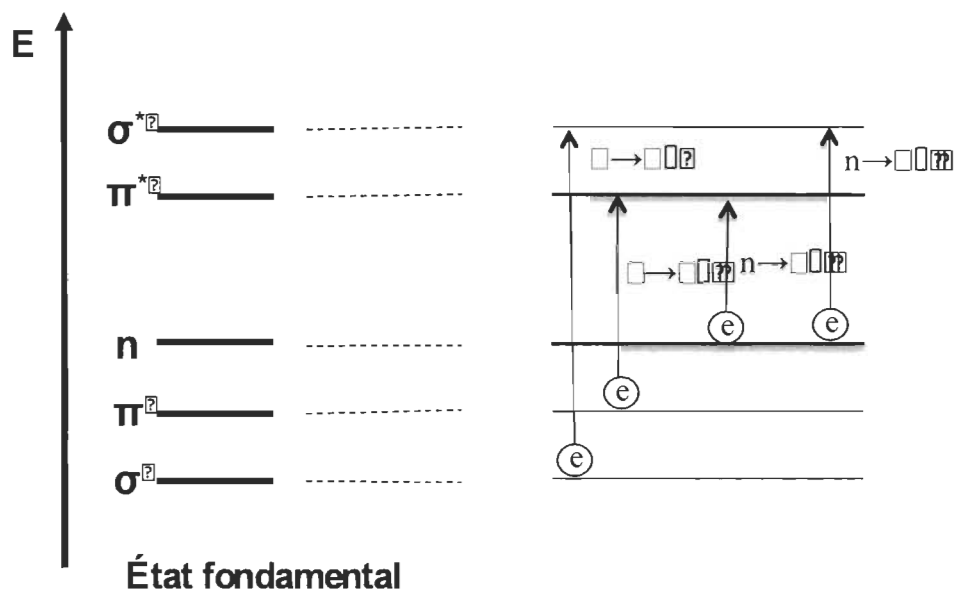 E
σ*⍰
π*⍰
n
π⍰
σ⍰
□→□▯⍰
n→□▯⍰⍰
□→□▯⍰⍰
n→□▯⍰⍰
e
e
e
e
État fondamental